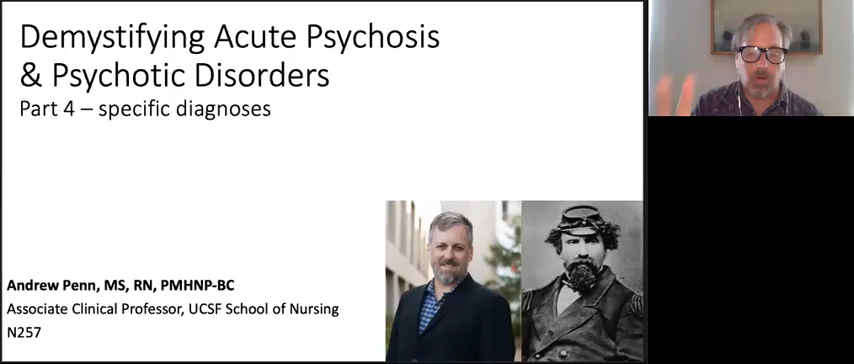 Demystifying Acute Psychosis
& Psychotic Disorders
Part 4 – specific diagnoses
Andrew Penn, MS, RN, PMHNP-BC
Associate Clinical Professor, UCSF School of Nursing
N257